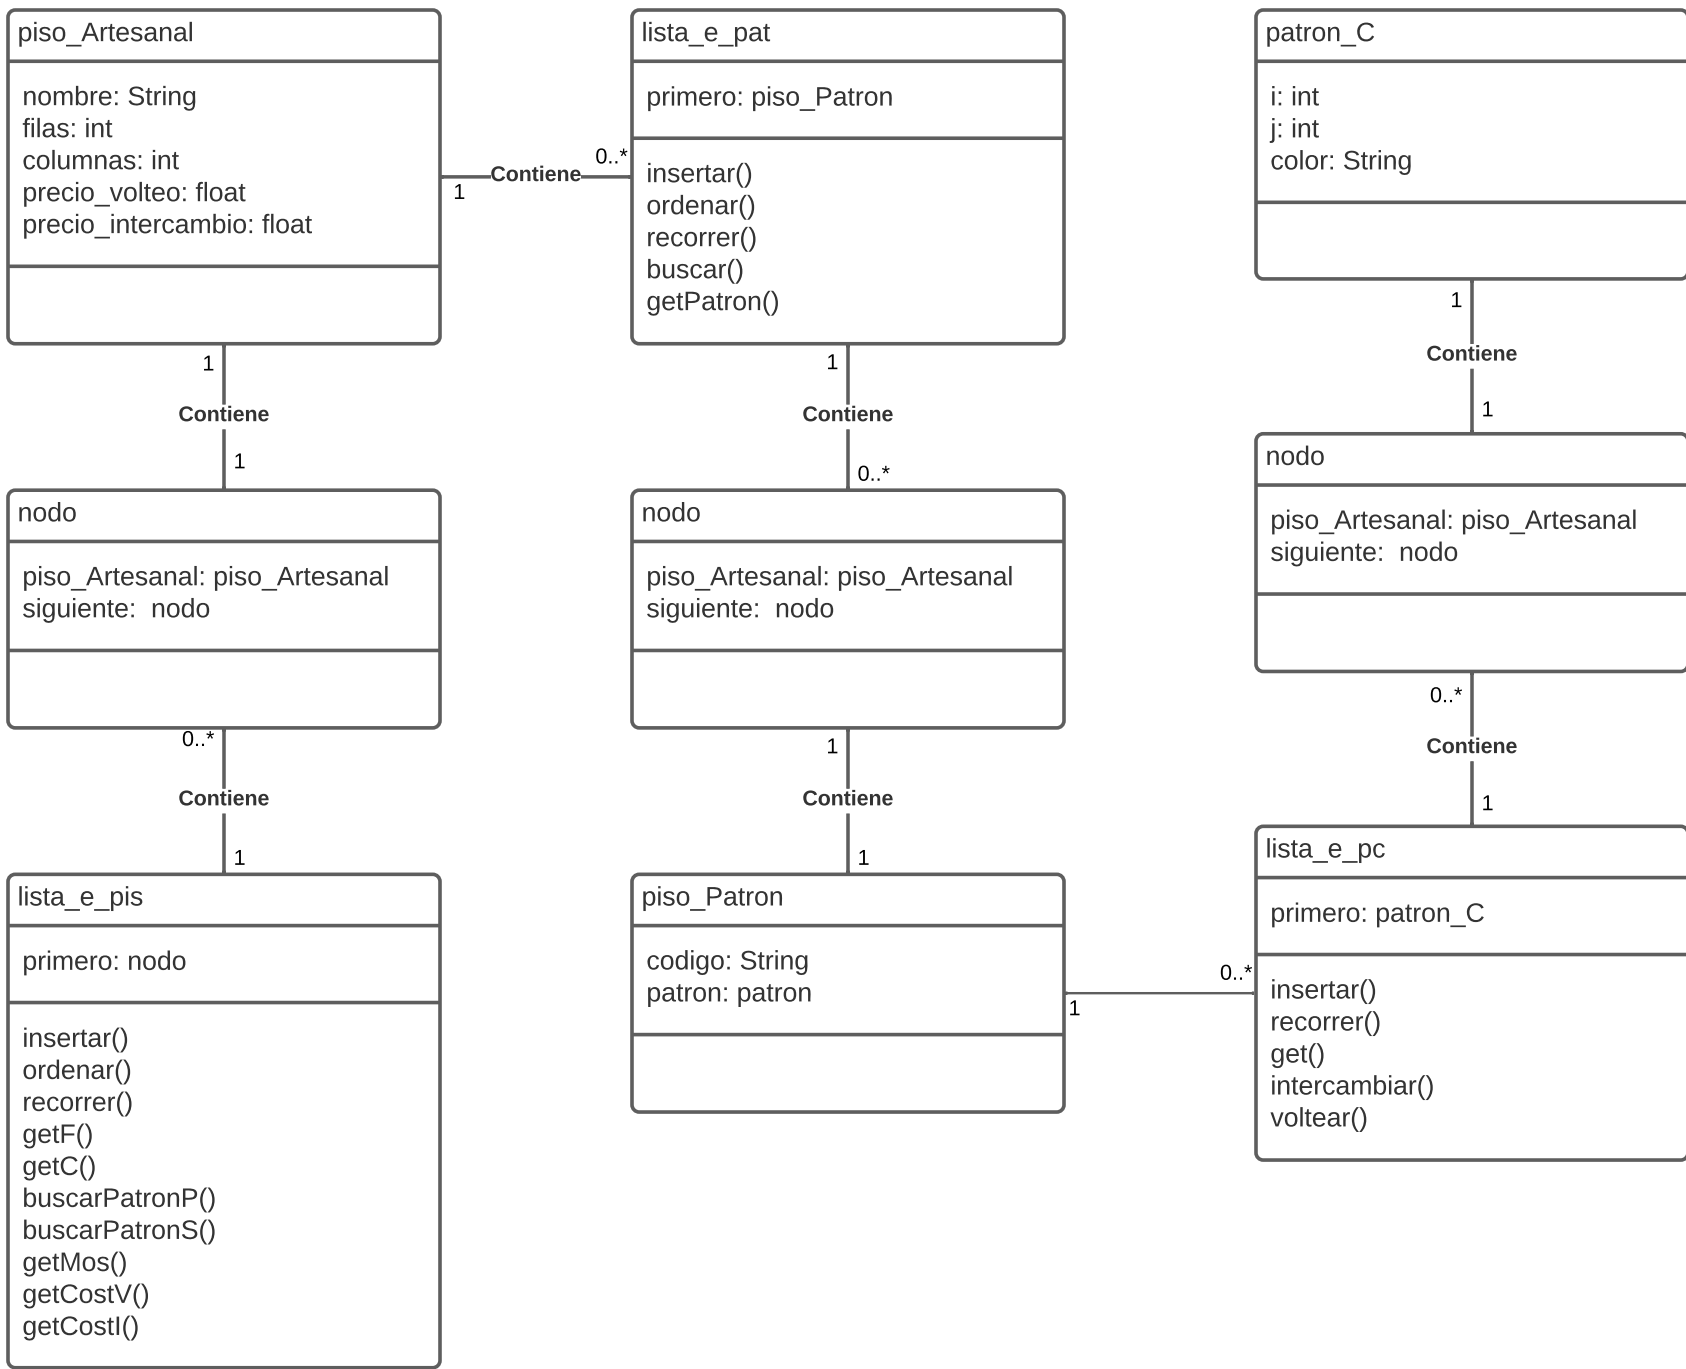 piso_Artesanal
nombre: String
filas: int
columnas: int
precio_volteo: float
precio_intercambio: float
1
Contiene
0..*
lista_e_pat
primero: piso_Patron
insertar()
ordenar()
recorrer()
buscar()
getPatron()
patron_C
i: int
j: int
color: String
1
Contiene
1
1
Contiene
0..*
1
Contiene
1
nodo
piso_Artesanal: piso_Artesanal
siguiente:  nodo
nodo
piso_Artesanal: piso_Artesanal
siguiente:  nodo
nodo
piso_Artesanal: piso_Artesanal
siguiente:  nodo
0..*
Contiene
1
1
Contiene
1
0..*
Contiene
1
lista_e_pis
primero: nodo
insertar()
ordenar()
recorrer()
getF()
getC()
buscarPatronP()
buscarPatronS()
getMos()
getCostV()
getCostI()
piso_Patron
codigo: String
patron: patron
1
0..*
lista_e_pc
primero: patron_C
insertar()
recorrer()
get()
intercambiar()
voltear()